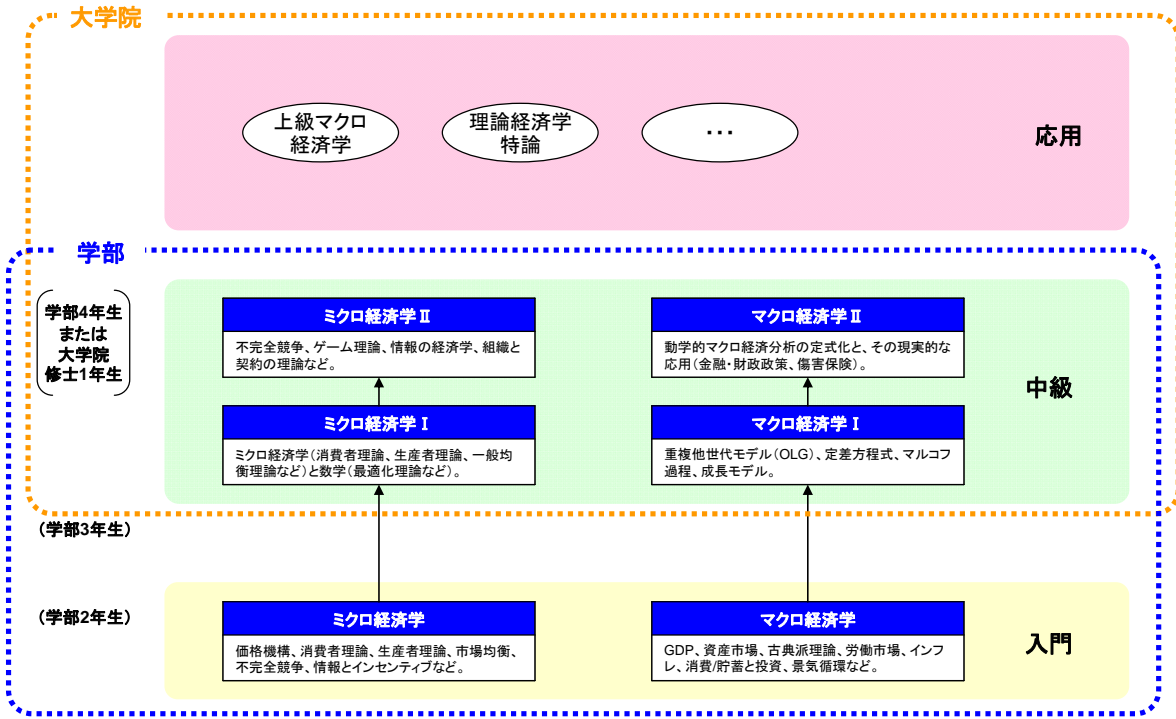 大学院
上級マクロ
経済学
理論経済学
特論
・・・
応用
学部
学部4年生
または
大学院
修士1年生
ミクロ経済学Ⅱ
不完全競争、ゲーム理論、情報の経済学、組織と
契約の理論など。
マクロ経済学Ⅱ
動学的マクロ経済分析の定式化と、その現実的な
応用（金融・財政政策、傷害保険）。
中級
ミクロ経済学Ⅰ
ミクロ経済学（消費者理論、生産者理論、一般均
衡理論など）と数学（最適化理論など）。
マクロ経済学Ⅰ
重複他世代モデル（OLG）、定差方程式、マルコフ
過程、成長モデル。
（学部3年生）
（学部2年生）
ミクロ経済学
価格機構、消費者理論、生産者理論、市場均衡、
不完全競争、情報とインセンティブなど。
マクロ経済学
GDP、資産市場、古典派理論、労働市場、インフ
レ、消費/貯蓄と投資、景気循環など。
入門